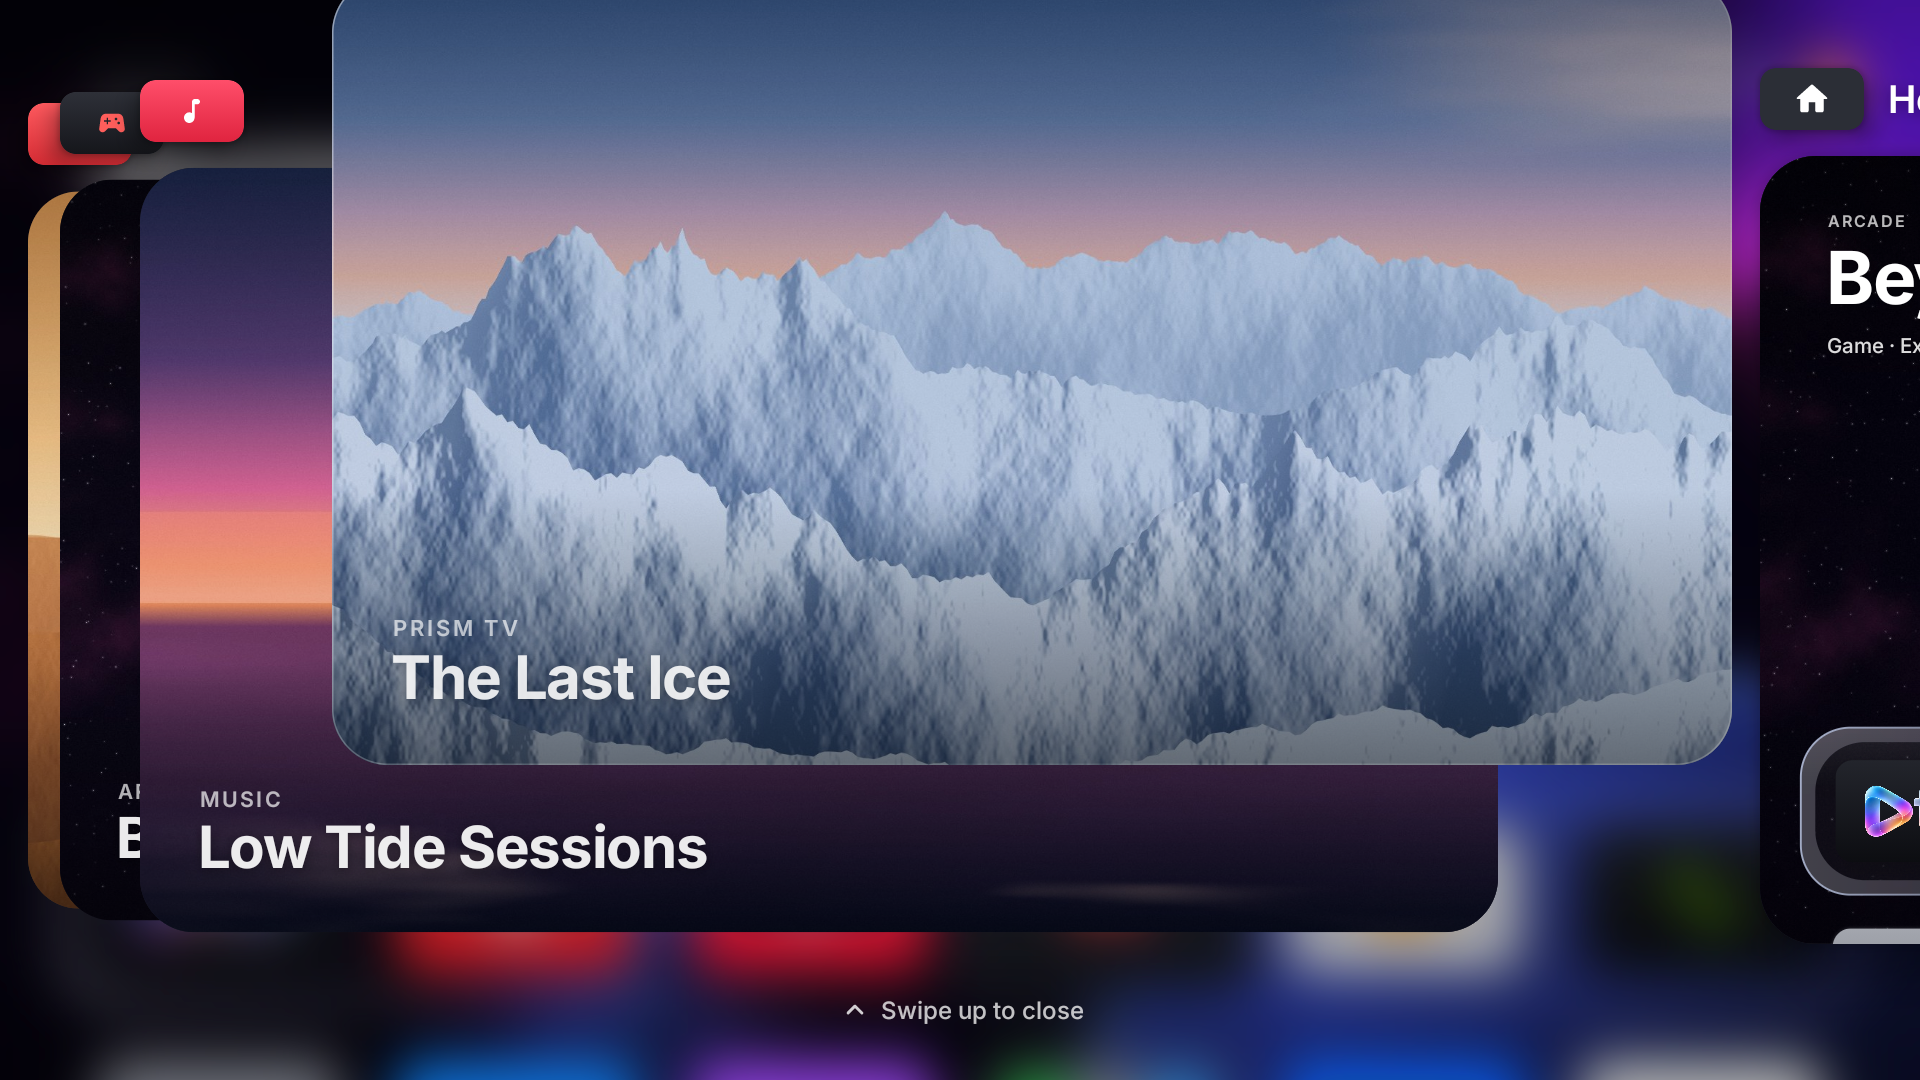 ARCADE
Game
PRISM TV
The Last Ice
MUSIC
Low Tide Sessions
Swipe up to close